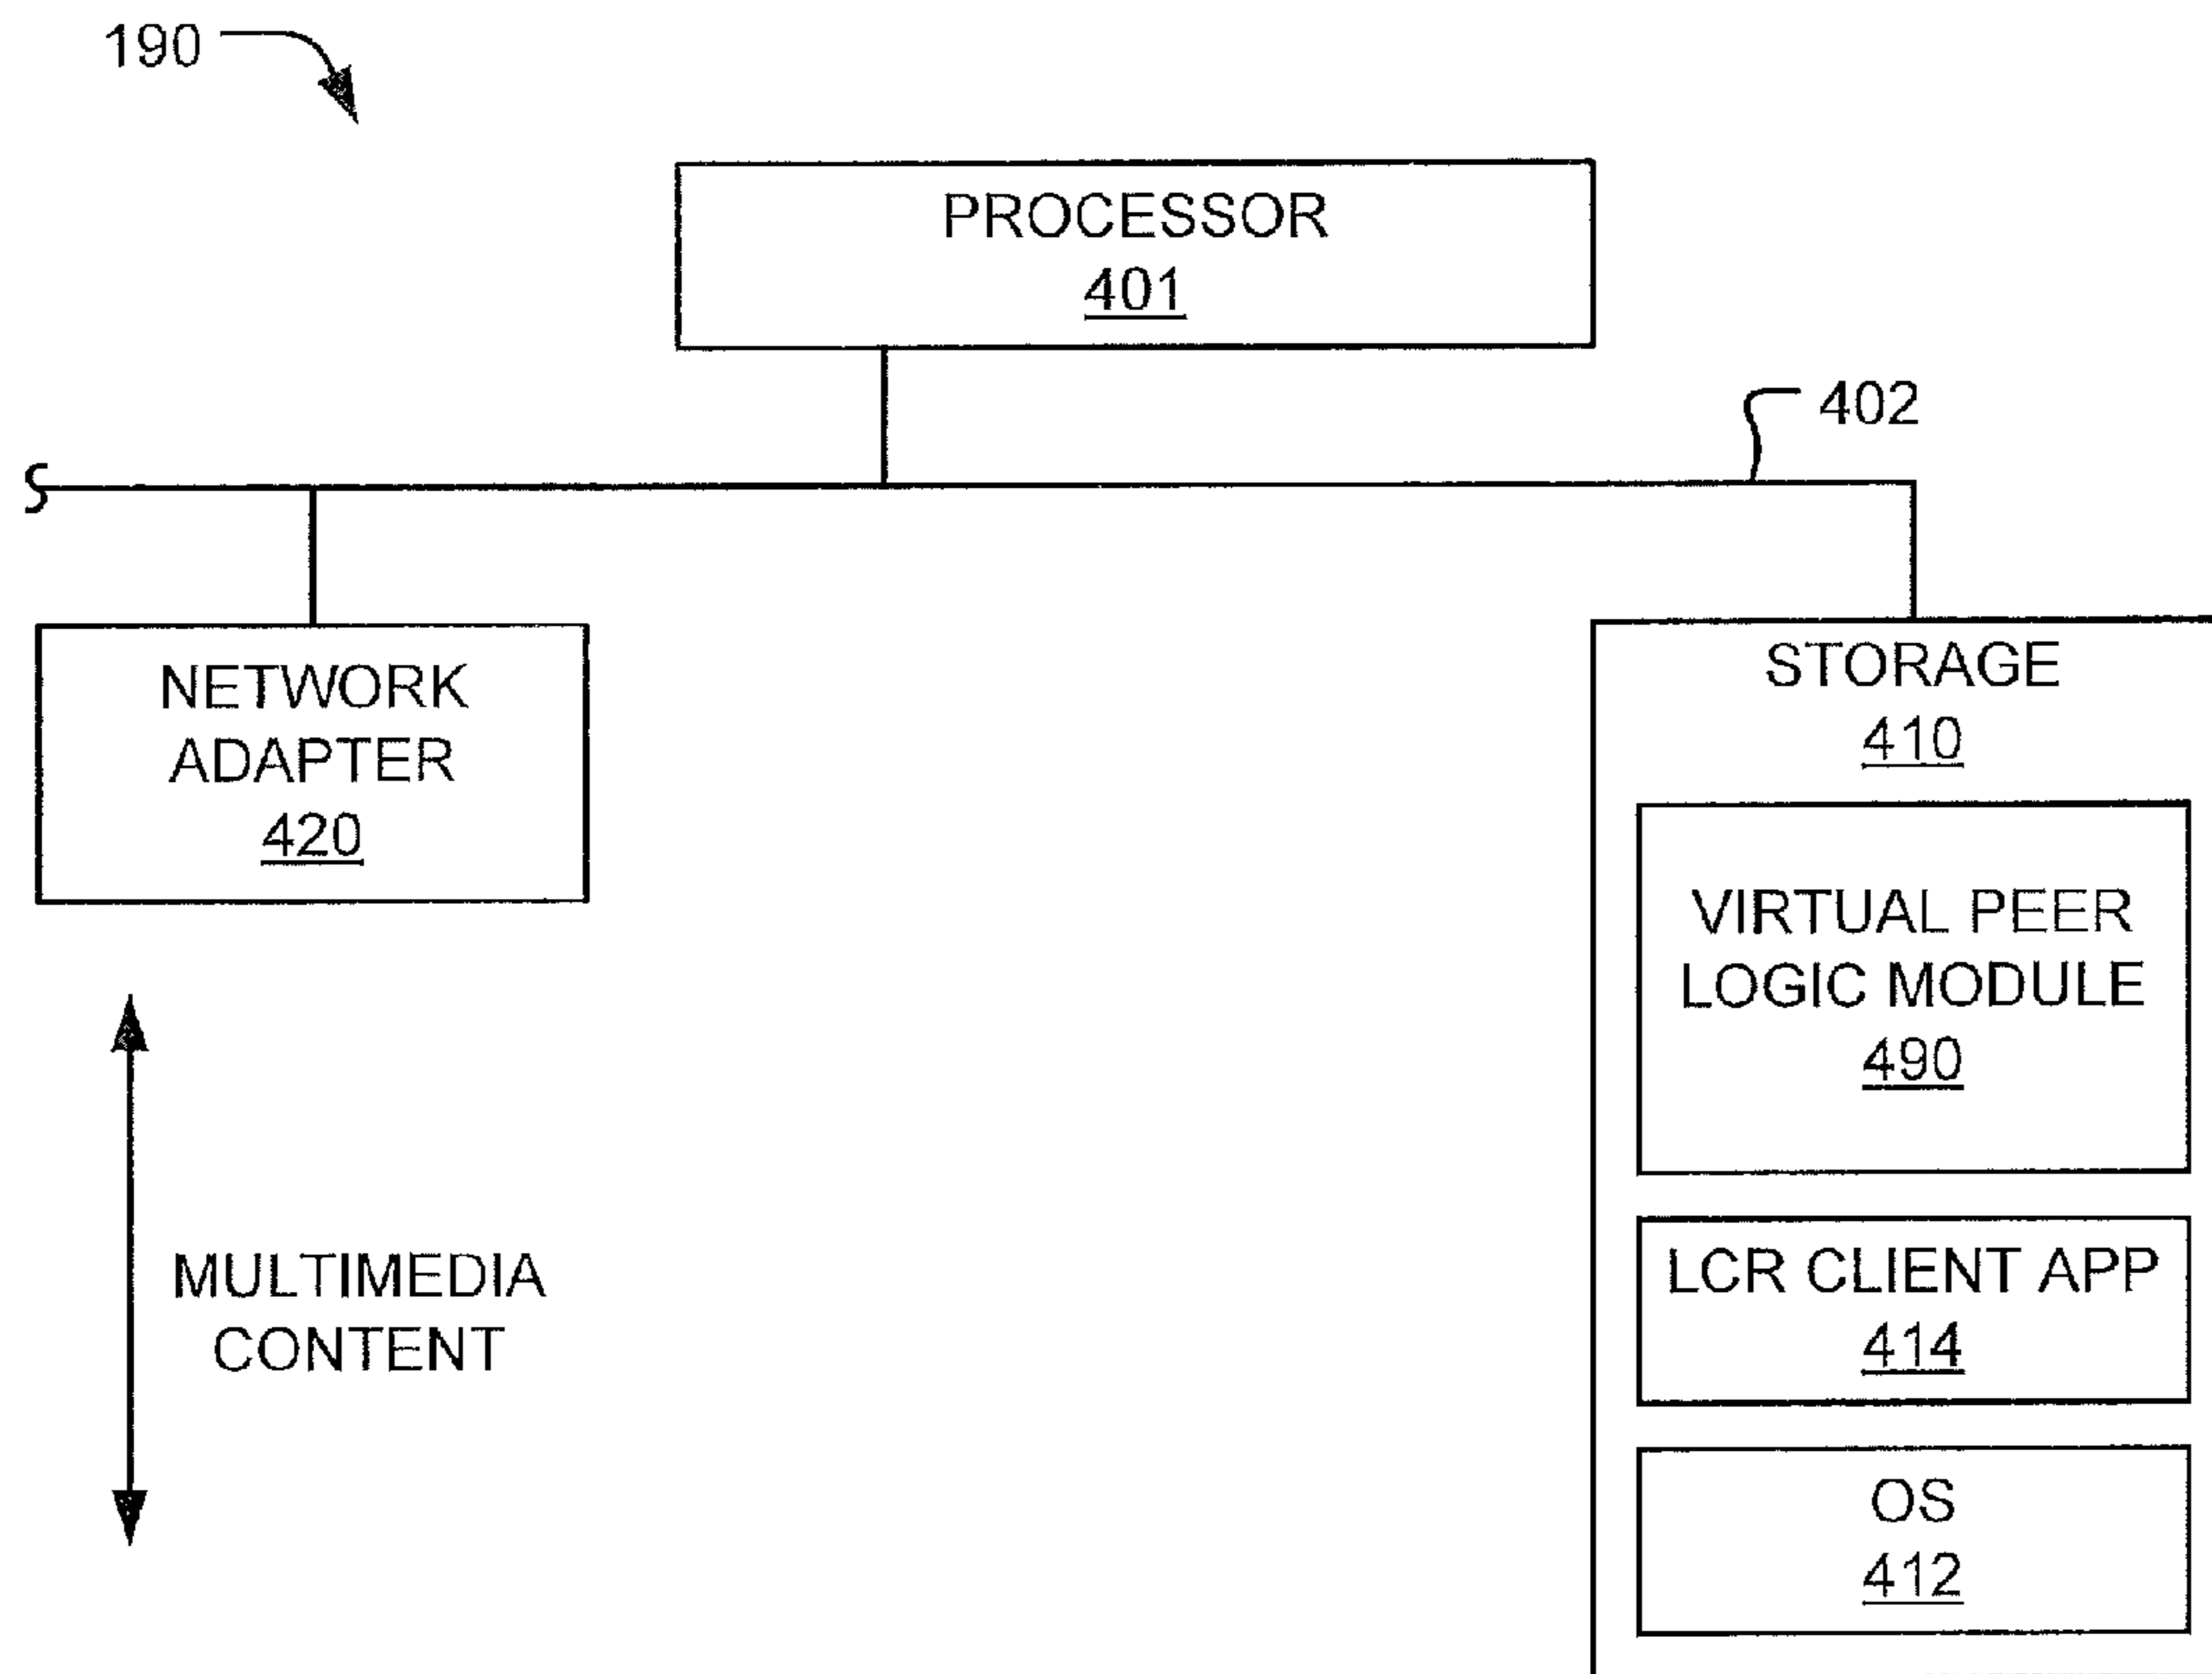 190
PROCESSOR
401
402
NETWORK
ADAPTER
420
STORAGE
410
VIRTUAL PEER
LOGIC MODULE
490
LCR CLIENT APP
414
OS
412
MULTIMEDIA
CONTENT